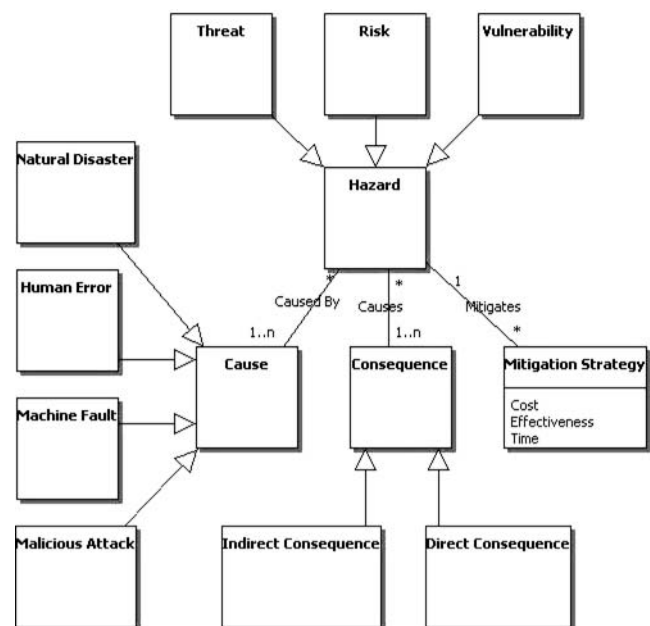 Threat
Risk
Vulnerability
Natural Disaster
Hazard
Human Error
*
*
1
Caused By
Causes
Mitigates
1..n
1..n
*
Cause
Consequence
Mitigation Strategy
Cost
Effectiveness
Time
Machine Fault
Malicious Attack
Indirect Consequence
Direct Consequence